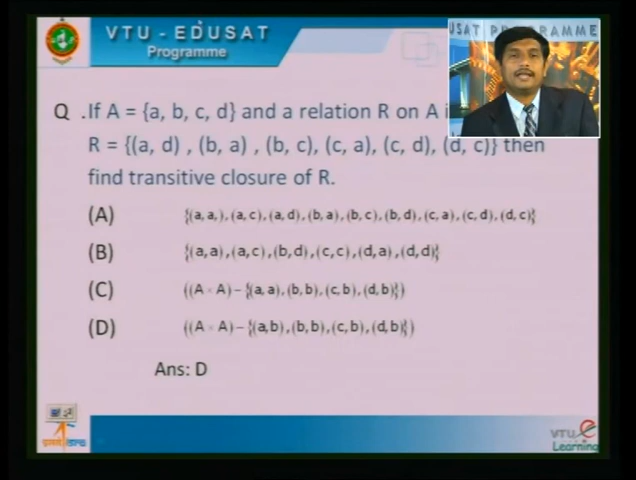 VTU - EDUSAT
Programme
USAT PROGRAMME
Q .If A = {a, b, c, d} and a relation R on A i
R = {(a, d) , (b, a) , (b, c), (c, a), (c, d), (d, c)} then
find transitive closure of R.
(A) {(a,a,),(a,c),(a,d),(b,a),(b,c),(b,d),(c,a),(c,d),(d,c)}
(B) {(a,a),(a,c),(b,d),(c,c),(d,a),(d,d)}
(C) ((A × A) − {(a,a),(b,b),(c,b),(d,b)})
(D) ((A × A) − {(a,b),(b,b),(c,b),(d,b)})
Ans: D
VTU e
Learning